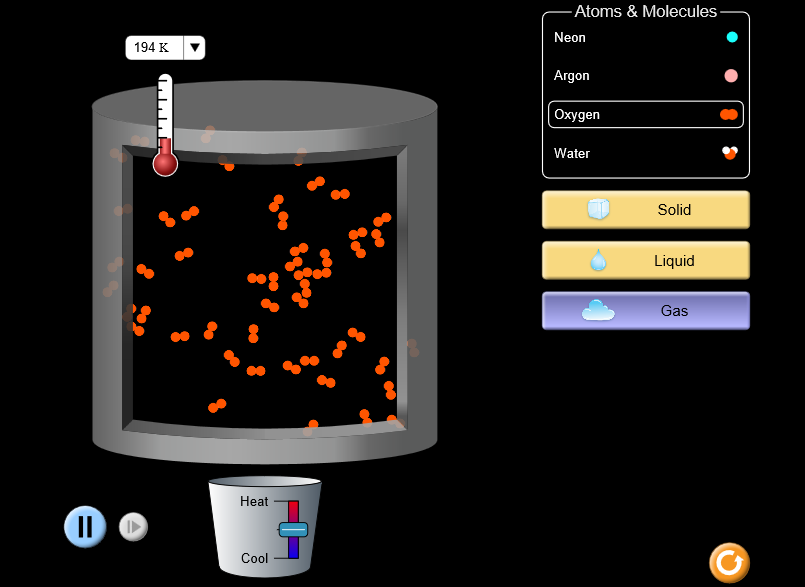 Atoms & Molecules
194 K
Neon
Argon
Oxygen
Water
Solid
Liquid
Gas
Heat
Cool